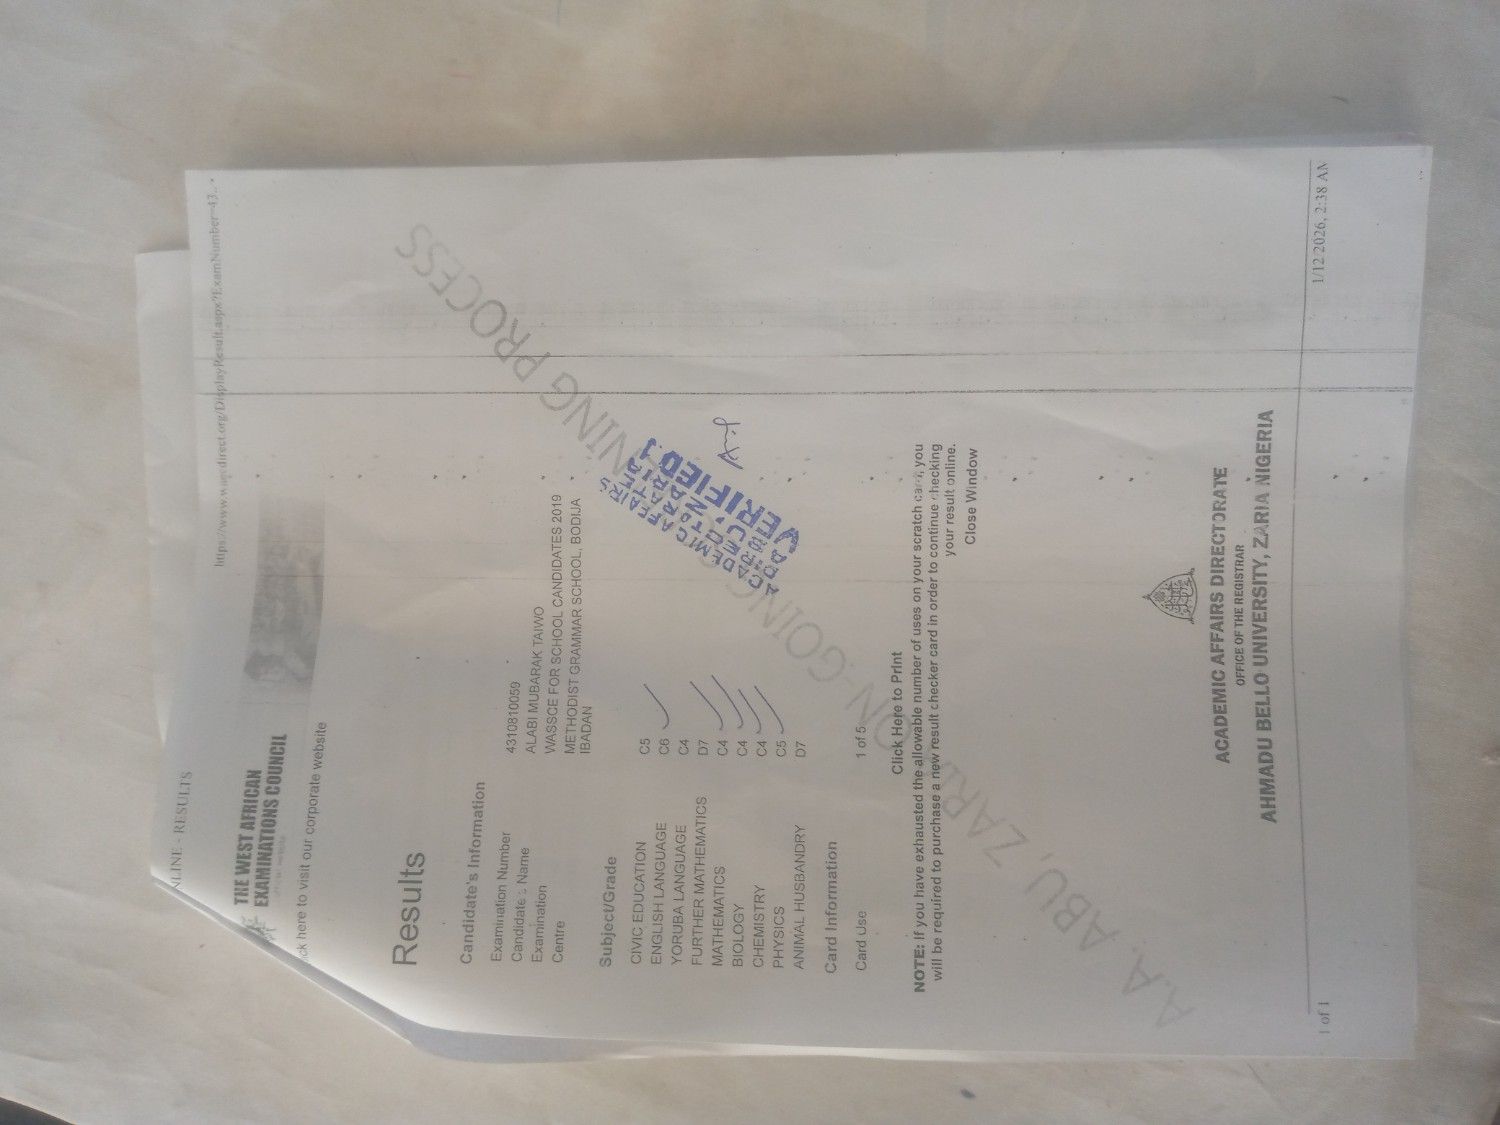 NLINE - RESULTS
https://www.waecdirect.org/DisplayResult.aspx?ExamNumber=43...
THE WEST AFRICAN
EXAMINATIONS COUNCIL
ck here to visit our corporate website
Results
Candidate's Information
Examination Number 4310810059
Candidate's Name ALABI MUBARAK TAIWO
Examination WASSCE FOR SCHOOL CANDIDATES 2019
Centre METHODIST GRAMMAR SCHOOL, BODIJA
IBADAN
Subject/Grade
CIVIC EDUCATION C5
ENGLISH LANGUAGE C6
YORUBA LANGUAGE C4
FURTHER MATHEMATICS D7
MATHEMATICS C4
BIOLOGY C4
CHEMISTRY C4
PHYSICS C5
ANIMAL HUSBANDRY D7
Card Information
Card Use 1 of 5
ACADEMIC AFFAIRS
VERIFIED.1
Click Here to Print
NOTE: If you have exhausted the allowable number of uses on your scratch card, you
will be required to purchase a new result checker card in order to continue checking
your result online.
Close Window
A.A. ABU, ZARI ON-GOING NING PROCESS
ACADEMIC AFFAIRS DIRECTORATE
OFFICE OF THE REGISTRAR
AHMADU BELLO UNIVERSITY, ZARIA NIGERIA
1 of 1 1/12/2026, 2:38 AM